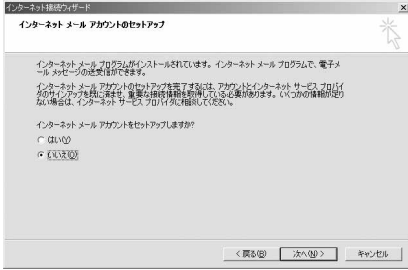 インターネット接続ウィザード
インターネット メール アカウントのセットアップ
インターネット メール プログラムがインストールされています。インターネット メール プログラムで、電子メ
ール メッセージの送受信ができます。
インターネット メール アカウントのセットアップを完了するには、アカウントとインターネット サービス プロバイ
ダのサインアップを既に済ませ、重要な接続情報を取得している必要があります。いくつかの情報が足り
ない場合は、インターネット サービス プロバイダに相談してください。
インターネット メール アカウントをセットアップしますか?
はい(Y)
いいえ(O)
< 戻る(B)
次へ(N) >
キャンセル